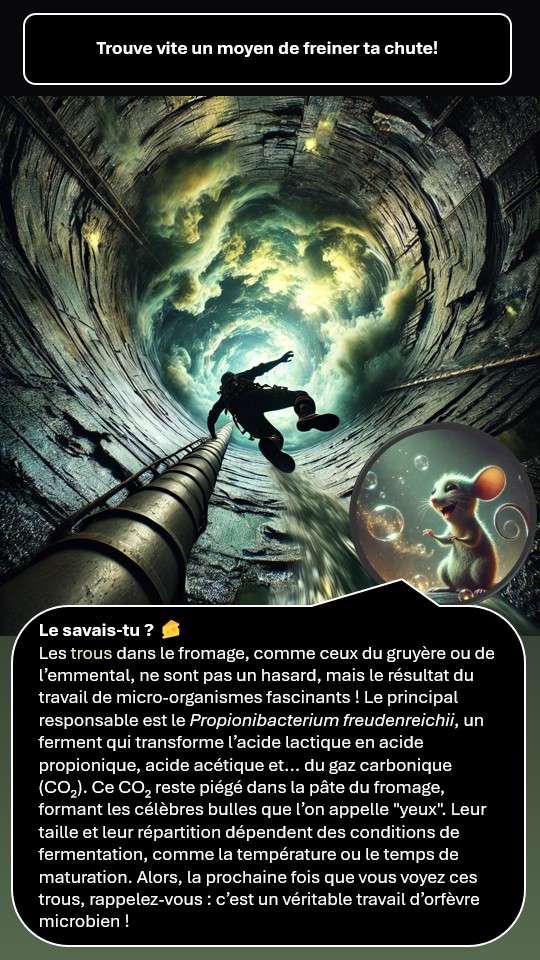 Trouve vite un moyen de freiner ta chute!
Le savais-tu ? 🧀
Les trous dans le fromage, comme ceux du gruyère ou de
l’emmental, ne sont pas un hasard, mais le résultat du
travail de micro-organismes fascinants ! Le principal
responsable est le Propionibacterium freudenreichii, un
ferment qui transforme l’acide lactique en acide
propionique, acide acétique et... du gaz carbonique
(CO₂). Ce CO₂ reste piégé dans la pâte du fromage,
formant les célèbres bulles que l’on appelle "yeux". Leur
taille et leur répartition dépendent des conditions de
fermentation, comme la température ou le temps de
maturation. Alors, la prochaine fois que vous voyez ces
trous, rappelez-vous : c’est un véritable travail d’orfèvre
microbien !